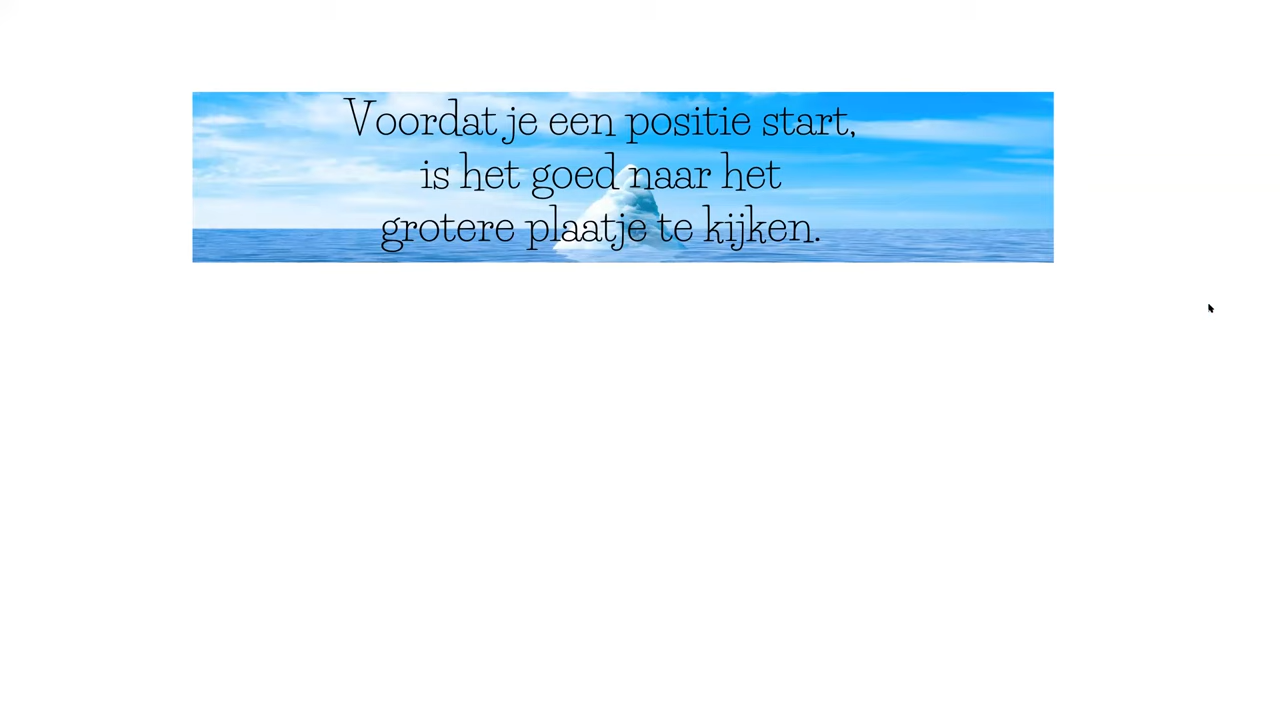 Voordat je een positie start,
is het goed naar het
grotere plaatje te kijken.